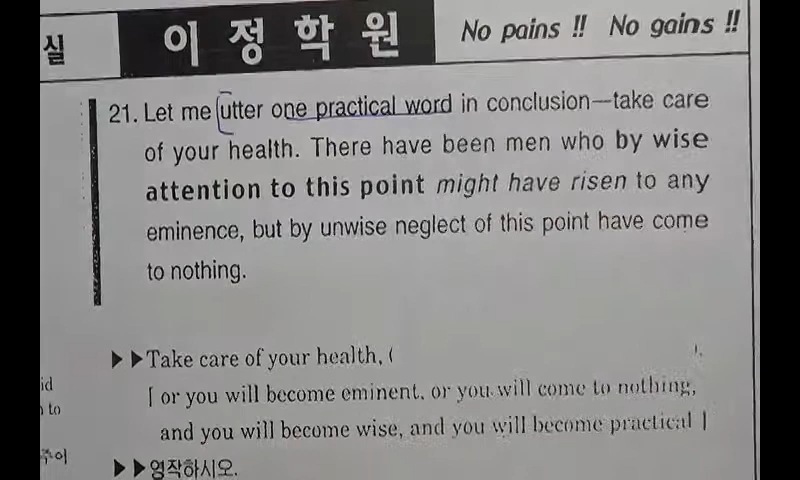 실 이정학원 No pains !! No gains !!
21. Let me utter one practical word in conclusion—take care
of your health. There have been men who by wise
attention to this point might have risen to any
eminence, but by unwise neglect of this point have come
to nothing.
▶▶Take care of your health, ( ).
[ or you will become eminent, or you will come to nothing,
id
and you will become wise, and you will become practical ]
to
▶▶영작하시오.
주어